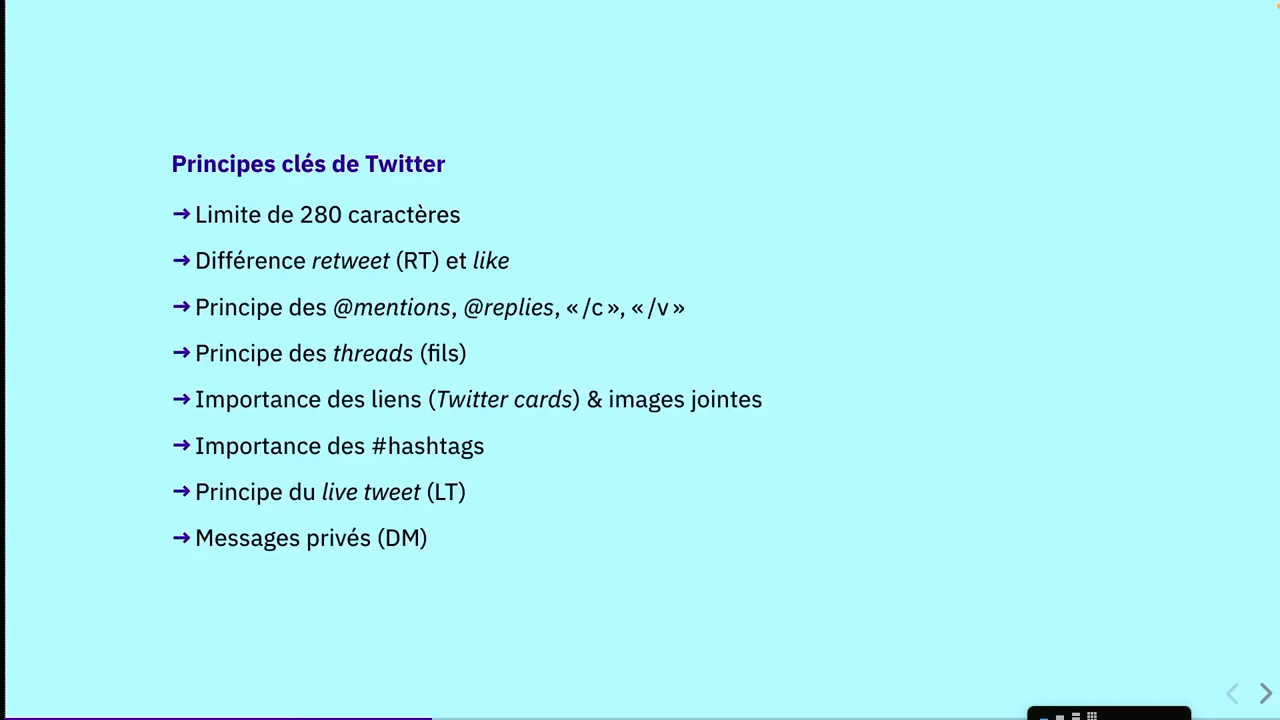 Principes clés de Twitter
→ Limite de 280 caractères
→ Différence retweet (RT) et like
→ Principe des @mentions, @replies, « /c », « /v »
→ Principe des threads (fils)
→ Importance des liens (Twitter cards) & images jointes
→ Importance des #hashtags
→ Principe du live tweet (LT)
→ Messages privés (DM)